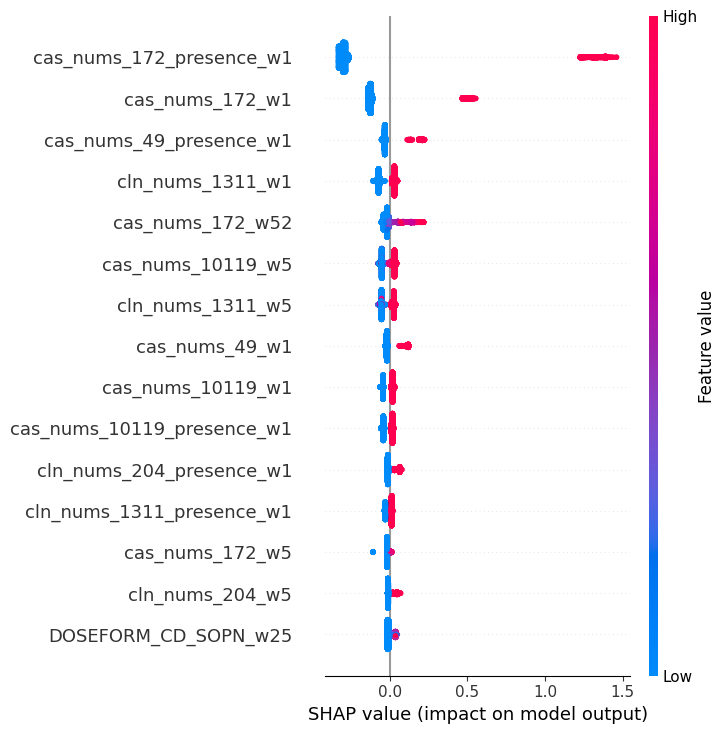 High
cas_nums_172_presence_w1
cas_nums_172_w1
cas_nums_49_presence_w1
cln_nums_1311_w1
cas_nums_172_w52
cas_nums_10119_w5
cln_nums_1311_w5
cas_nums_49_w1
cas_nums_10119_w1
cas_nums_10119_presence_w1
cln_nums_204_presence_w1
cln_nums_1311_presence_w1
cas_nums_172_w5
cln_nums_204_w5
DOSEFORM_CD_SOPN_w25
Feature value
Low
0.0 0.5 1.0 1.5
SHAP value (impact on model output)